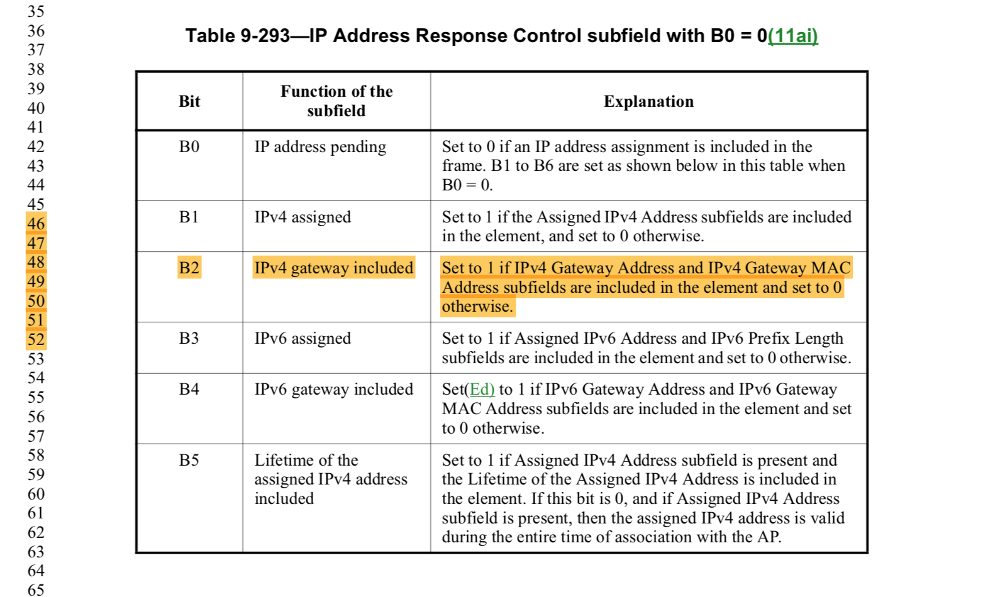 35
36
37
38
39
40
41
42
43
44
45
46
47
48
49
50
51
52
53
54
55
56
57
58
59
60
61
62
63
64
65
Table 9-293—IP Address Response Control subfield with B0 = 0(11ai)
Bit
Function of the
subfield
Explanation
B0
IP address pending
Set to 0 if an IP address assignment is included in the
frame. B1 to B6 are set as shown below in this table when
B0 = 0.
B1
IPv4 assigned
Set to 1 if the Assigned IPv4 Address subfields are included
in the element, and set to 0 otherwise.
B2
IPv4 gateway included
Set to 1 if IPv4 Gateway Address and IPv4 Gateway MAC
Address subfields are included in the element and set to 0
otherwise.
B3
IPv6 assigned
Set to 1 if Assigned IPv6 Address and IPv6 Prefix Length
subfields are included in the element and set to 0 otherwise.
B4
IPv6 gateway included
Set(Ed) to 1 if IPv6 Gateway Address and IPv6 Gateway
MAC Address subfields are included in the element and set
to 0 otherwise.
B5
Lifetime of the
assigned IPv4 address
included
Set to 1 if Assigned IPv4 Address subfield is present and
the Lifetime of the Assigned IPv4 Address is included in
the element. If this bit is 0, and if Assigned IPv4 Address
subfield is present, then the assigned IPv4 address is valid
during the entire time of association with the AP.